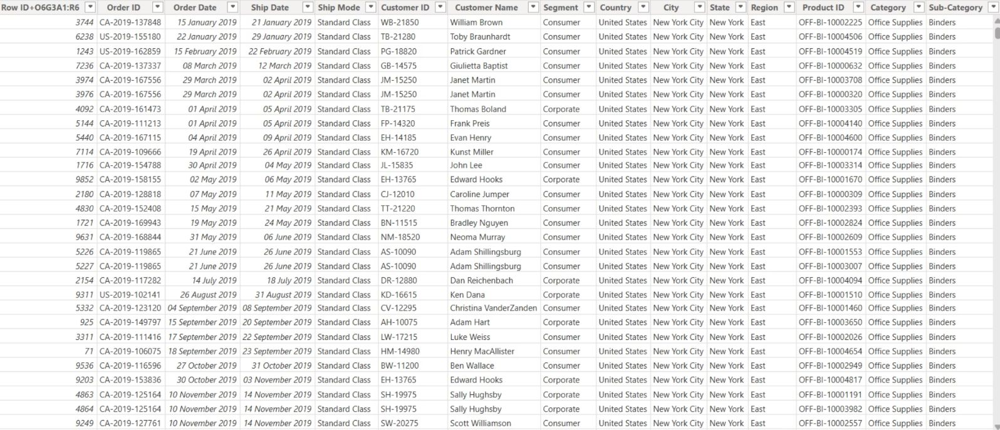 Row ID+O6G3A1:R6 Order ID Order Date Ship Date Ship Mode Customer ID Customer Name Segment Country City State Region Product ID Category Sub-Category
3744 CA-2019-137848 15 January 2019 21 January 2019 Standard Class WB-21850 William Brown Consumer United States New York City New York East OFF-BI-10002225 Office Supplies Binders
6238 US-2019-155180 22 January 2019 29 January 2019 Standard Class TB-21280 Toby Braunhardt Consumer United States New York City New York East OFF-BI-10004506 Office Supplies Binders
1243 US-2019-162859 15 February 2019 22 February 2019 Standard Class PG-18820 Patrick Gardner Consumer United States New York City New York East OFF-BI-10004519 Office Supplies Binders
7236 CA-2019-137337 08 March 2019 12 March 2019 Standard Class GB-14575 Giulietta Baptist Consumer United States New York City New York East OFF-BI-10000632 Office Supplies Binders
3974 CA-2019-167556 29 March 2019 02 April 2019 Standard Class JM-15250 Janet Martin Consumer United States New York City New York East OFF-BI-10003708 Office Supplies Binders
3976 CA-2019-167556 29 March 2019 02 April 2019 Standard Class JM-15250 Janet Martin Consumer United States New York City New York East OFF-BI-10000320 Office Supplies Binders
4092 CA-2019-161473 01 April 2019 05 April 2019 Standard Class TB-21175 Thomas Boland Corporate United States New York City New York East OFF-BI-10003305 Office Supplies Binders
5144 CA-2019-111213 01 April 2019 05 April 2019 Standard Class FP-14320 Frank Preis Consumer United States New York City New York East OFF-BI-10004140 Office Supplies Binders
5440 CA-2019-167115 04 April 2019 09 April 2019 Standard Class EH-14185 Evan Henry Consumer United States New York City New York East OFF-BI-10004600 Office Supplies Binders
7114 CA-2019-109666 19 April 2019 26 April 2019 Standard Class KM-16720 Kunst Miller Consumer United States New York City New York East OFF-BI-10000174 Office Supplies Binders
1716 CA-2019-154788 30 April 2019 04 May 2019 Standard Class JL-15835 John Lee Consumer United States New York City New York East OFF-BI-10003314 Office Supplies Binders
9852 CA-2019-158155 02 May 2019 06 May 2019 Standard Class EH-13765 Edward Hooks Corporate United States New York City New York East OFF-BI-10001670 Office Supplies Binders
2180 CA-2019-128818 07 May 2019 11 May 2019 Standard Class CJ-12010 Caroline Jumper Consumer United States New York City New York East OFF-BI-10000309 Office Supplies Binders
4830 CA-2019-152408 15 May 2019 21 May 2019 Standard Class TT-21220 Thomas Thornton Consumer United States New York City New York East OFF-BI-10002393 Office Supplies Binders
1721 CA-2019-169943 19 May 2019 24 May 2019 Standard Class BN-11515 Bradley Nguyen Consumer United States New York City New York East OFF-BI-10002824 Office Supplies Binders
9631 CA-2019-168844 31 May 2019 06 June 2019 Standard Class NM-18520 Neoma Murray Consumer United States New York City New York East OFF-BI-10002609 Office Supplies Binders
5226 CA-2019-119865 21 June 2019 26 June 2019 Standard Class AS-10090 Adam Shillingsburg Consumer United States New York City New York East OFF-BI-10001553 Office Supplies Binders
5227 CA-2019-119865 21 June 2019 26 June 2019 Standard Class AS-10090 Adam Shillingsburg Consumer United States New York City New York East OFF-BI-10003007 Office Supplies Binders
2154 CA-2019-117282 14 July 2019 18 July 2019 Standard Class DR-12880 Dan Reichenbach Corporate United States New York City New York East OFF-BI-10004094 Office Supplies Binders
9311 US-2019-102141 26 August 2019 31 August 2019 Standard Class KD-16615 Ken Dana Corporate United States New York City New York East OFF-BI-10001510 Office Supplies Binders
5332 CA-2019-123120 04 September 2019 08 September 2019 Standard Class CV-12295 Christina VanderZanden Consumer United States New York City New York East OFF-BI-10001460 Office Supplies Binders
925 CA-2019-149797 15 September 2019 20 September 2019 Standard Class AH-10075 Adam Hart Corporate United States New York City New York East OFF-BI-10003650 Office Supplies Binders
3311 CA-2019-111416 17 September 2019 22 September 2019 Standard Class LW-17215 Luke Weiss Consumer United States New York City New York East OFF-BI-10002026 Office Supplies Binders
71 CA-2019-106075 18 September 2019 23 September 2019 Standard Class HM-14980 Henry MacAllister Consumer United States New York City New York East OFF-BI-10004654 Office Supplies Binders
9536 CA-2019-116596 27 October 2019 31 October 2019 Standard Class BW-11200 Ben Wallace Consumer United States New York City New York East OFF-BI-10002949 Office Supplies Binders
9203 CA-2019-153836 30 October 2019 03 November 2019 Standard Class EH-13765 Edward Hooks Corporate United States New York City New York East OFF-BI-10004817 Office Supplies Binders
4863 CA-2019-125164 10 November 2019 14 November 2019 Standard Class SH-19975 Sally Hughsby Corporate United States New York City New York East OFF-BI-10001191 Office Supplies Binders
4864 CA-2019-125164 10 November 2019 14 November 2019 Standard Class SH-19975 Sally Hughsby Corporate United States New York City New York East OFF-BI-10003982 Office Supplies Binders
9249 CA-2019-127761 10 November 2019 14 November 2019 Standard Class SW-20275 Scott Williamson Consumer United States New York City New York East OFF-BI-10002557 Office Supplies Binders